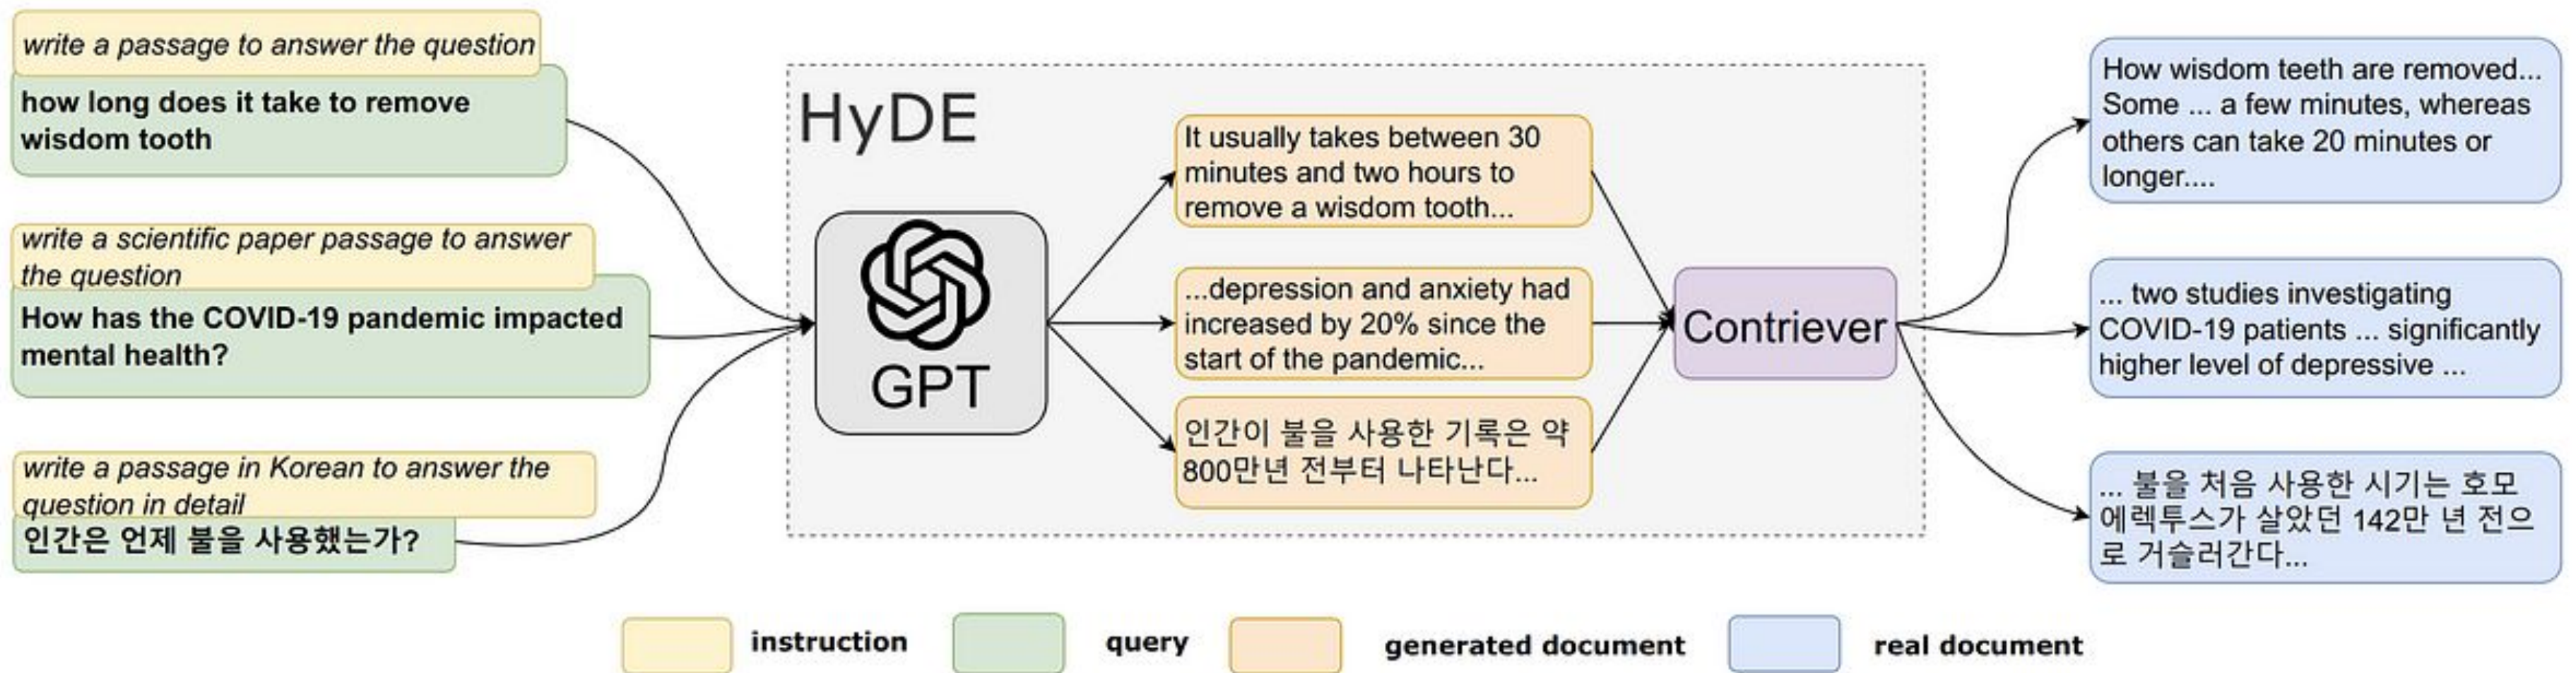 write a passage to answer the question
how long does it take to remove
wisdom tooth
write a scientific paper passage to answer
the question
How has the COVID-19 pandemic impacted
mental health?
write a passage in Korean to answer the
question in detail
인간은 언제 불을 사용했는가?
HyDE
GPT
It usually takes between 30
minutes and two hours to
remove a wisdom tooth...
...depression and anxiety had
increased by 20% since the
start of the pandemic...
인간이 불을 사용한 기록은 약
800만년 전부터 나타난다...
Contriever
How wisdom teeth are removed...
Some ... a few minutes, whereas
others can take 20 minutes or
longer....
... two studies investigating
COVID-19 patients ... significantly
higher level of depressive ...
... 불을 처음 사용한 시기는 호모
에렉투스가 살았던 142만 년 전으
로 거슬러간다...
instruction
query
generated document
real document